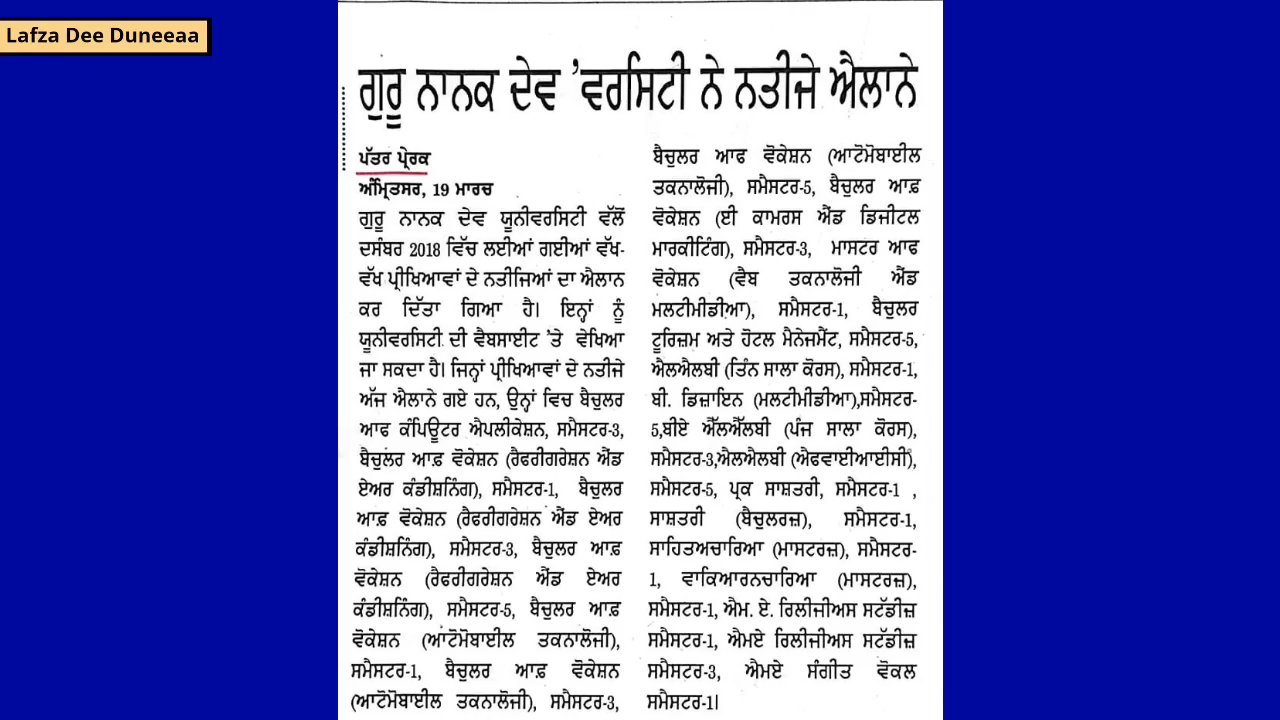 Lafza Dee Duneeaa
ਗੁਰੂ ਨਾਨਕ ਦੇਵ ’ਵਰਸਿਟੀ ਨੇ ਨਤੀਜੇ ਐਲਾਨੇ
ਪੱਤਰ ਪ੍ਰੇਰਕ
ਅੰਮ੍ਰਿਤਸਰ, 19 ਮਾਰਚ
ਗੁਰੂ ਨਾਨਕ ਦੇਵ ਯੂਨੀਵਰਸਿਟੀ ਵੱਲੋਂ
ਦਸੰਬਰ 2018 ਵਿੱਚ ਲਈਆਂ ਗਈਆਂ ਵੱਖ-
ਵੱਖ ਪ੍ਰੀਖਿਆਵਾਂ ਦੇ ਨਤੀਜਿਆਂ ਦਾ ਐਲਾਨ
ਕਰ ਦਿੱਤਾ ਗਿਆ ਹੈ। ਇਨ੍ਹਾਂ ਨੂੰ
ਯੂਨੀਵਰਸਿਟੀ ਦੀ ਵੈਬਸਾਈਟ ’ਤੇ ਵੇਖਿਆ
ਜਾ ਸਕਦਾ ਹੈ। ਜਿਨ੍ਹਾਂ ਪ੍ਰੀਖਿਆਵਾਂ ਦੇ ਨਤੀਜੇ
ਅੱਜ ਐਲਾਨੇ ਗਏ ਹਨ, ਉਨ੍ਹਾਂ ਵਿਚ ਬੈਚੁਲਰ
ਆਫ ਕੰਪਿਊਟਰ ਐਪਲੀਕੇਸ਼ਨ, ਸਮੈਸਟਰ-3,
ਬੈਚੁਲਰ ਆਫ਼ ਵੋਕੇਸ਼ਨ (ਰੈਫਰੀਗਰੇਸ਼ਨ ਐਂਡ
ਏਅਰ ਕੰਡੀਸ਼ਨਿੰਗ), ਸਮੈਸਟਰ-1, ਬੈਚੁਲਰ
ਆਫ਼ ਵੋਕੇਸ਼ਨ (ਰੈਫਰੀਗਰੇਸ਼ਨ ਐਂਡ ਏਅਰ
ਕੰਡੀਸ਼ਨਿੰਗ), ਸਮੈਸਟਰ-3, ਬੈਚੁਲਰ ਆਫ਼
ਵੋਕੇਸ਼ਨ (ਰੈਫਰੀਗਰੇਸ਼ਨ ਐਂਡ ਏਅਰ
ਕੰਡੀਸ਼ਨਿੰਗ), ਸਮੈਸਟਰ-5, ਬੈਚੁਲਰ ਆਫ਼
ਵੋਕੇਸ਼ਨ (ਆਟੋਮੋਬਾਈਲ ਤਕਨਾਲੋਜੀ),
ਸਮੈਸਟਰ-1, ਬੈਚੁਲਰ ਆਫ਼ ਵੋਕੇਸ਼ਨ
(ਆਟੋਮੋਬਾਈਲ ਤਕਨਾਲੋਜੀ), ਸਮੈਸਟਰ-3,
ਬੈਚੁਲਰ ਆਫ ਵੋਕੇਸ਼ਨ (ਆਟੋਮੋਬਾਈਲ
ਤਕਨਾਲੋਜੀ), ਸਮੈਸਟਰ-5, ਬੈਚੁਲਰ ਆਫ਼
ਵੋਕੇਸ਼ਨ (ਈ ਕਾਮਰਸ ਐਂਡ ਡਿਜੀਟਲ
ਮਾਰਕੀਟਿੰਗ), ਸਮੈਸਟਰ-3, ਮਾਸਟਰ ਆਫ
ਵੋਕੇਸ਼ਨ (ਵੈਬ ਤਕਨਾਲੋਜੀ ਐਂਡ
ਮਲਟੀਮੀਡੀਆ), ਸਮੈਸਟਰ-1, ਬੈਚੁਲਰ
ਟੂਰਿਜ਼ਮ ਅਤੇ ਹੋਟਲ ਮੈਨੇਜਮੈਂਟ, ਸਮੈਸਟਰ-5,
ਐਲਐਲਬੀ (ਤਿੰਨ ਸਾਲਾ ਕੋਰਸ), ਸਮੈਸਟਰ-1,
ਬੀ. ਡਿਜ਼ਾਇਨ (ਮਲਟੀਮੀਡੀਆ),ਸਮੈਸਟਰ-
5,ਬੀਏ ਐੱਲਐੱਲਬੀ (ਪੰਜ ਸਾਲਾ ਕੋਰਸ),
ਸਮੈਸਟਰ-3,ਐਲਐਲਬੀ (ਐਫਵਾਈਆਈਸੀ),
ਸਮੈਸਟਰ-5, ਪ੍ਰਕ ਸਾਸ਼ਤਰੀ, ਸਮੈਸਟਰ-1 ,
ਸਾਸ਼ਤਰੀ (ਬੈਚੁਲਰਜ਼), ਸਮੈਸਟਰ-1,
ਸਾਹਿਤਅਚਾਰਿਆ (ਮਾਸਟਰਜ਼), ਸਮੈਸਟਰ-
1, ਵਾਕਿਆਰਨਚਾਰਿਆ (ਮਾਸਟਰਜ਼),
ਸਮੈਸਟਰ-1, ਐਮ. ਏ. ਰਿਲੀਜੀਅਸ ਸਟੱਡੀਜ਼
ਸਮੈਸਟਰ-1, ਐਮਏ ਰਿਲੀਜੀਅਸ ਸਟੱਡੀਜ਼
ਸਮੈਸਟਰ-3, ਐਮਏ ਸੰਗੀਤ ਵੋਕਲ
ਸਮੈਸਟਰ-1।